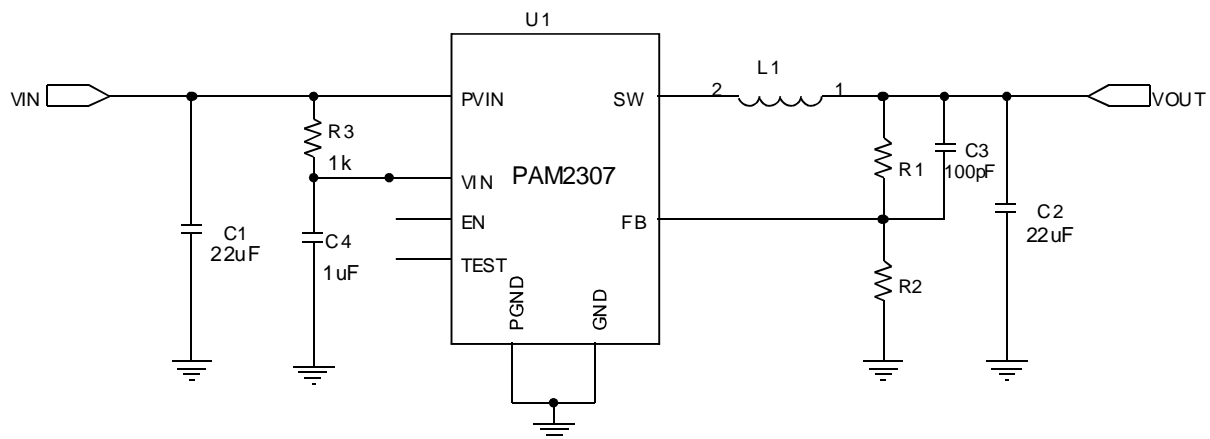 U1
L1
VIN
PVIN
SW
2
1
VOUT
R3
1k
C3
100pF
R1
VIN
PAM2307
EN
FB
C1
22uF
C4
1uF
C2
22uF
TEST
R2
PGND
GND